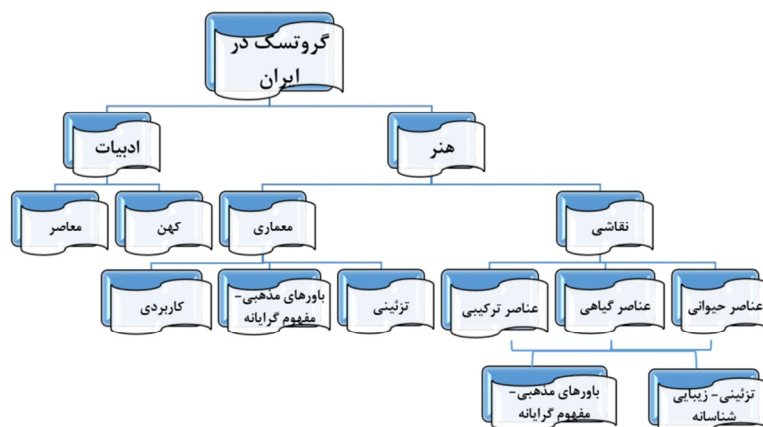 گروتسک در
ایران
هنر
ادبیات
نقاشی
معماری
کهن
معاصر
عناصر حیوانی
عناصر گیاهی
عناصر ترکیبی
تزئینی
باورهای مذهبی-
مفهوم گرایانه
کاربردی
تزئینی- زیبایی
شناسانه
باورهای مذهبی-
مفهوم گرایانه